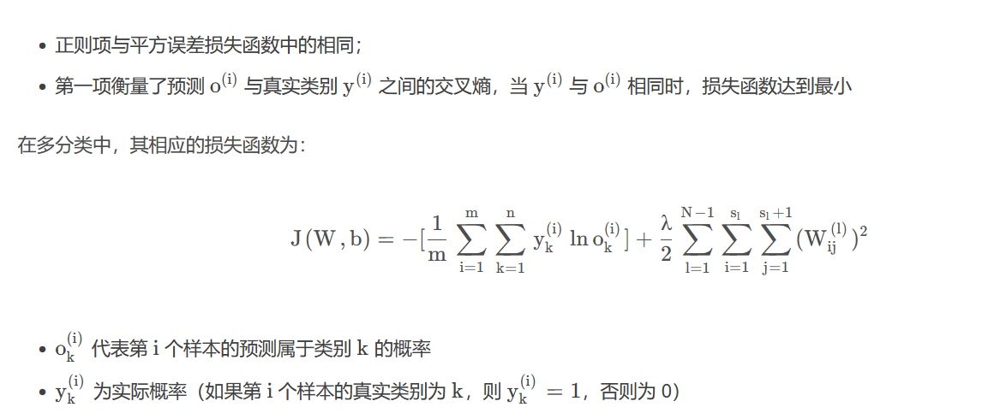 • 正则项与平方误差损失函数中的相同；
• 第一项衡量了预测 o^{(i)} 与真实类别 y^{(i)} 之间的交叉熵，当 y^{(i)} 与 o^{(i)} 相同时，损失函数达到最小
在多分类中，其相应的损失函数为：
J(W,b) = -[\frac{1}{m} \sum_{i=1}^{m} \sum_{k=1}^{n} y_k^{(i)} \ln o_k^{(i)}] + \frac{λ}{2} \sum_{l=1}^{N-1} \sum_{i=1}^{s_l} \sum_{j=1}^{s_l+1} (W_{ij}^{(l)})^2
• o_k^{(i)} 代表第 i 个样本的预测属于类别 k 的概率
• y_k^{(i)} 为实际概率（如果第 i 个样本的真实类别为 k，则 y_k^{(i)} = 1，否则为 0）